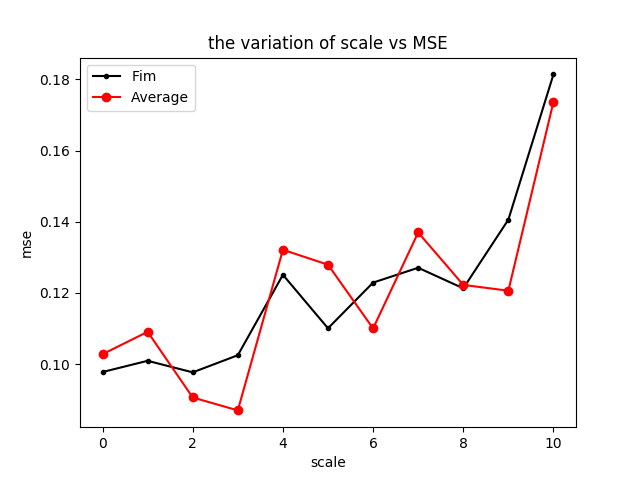 the variation of scale vs MSE
Fim
Average
0.18
0.16
0.14
0.12
0.10
mse
0 2 4 6 8 10
scale